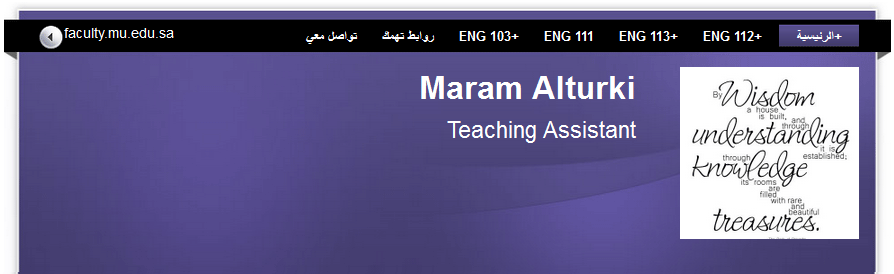 faculty.mu.edu.sa
+الرئيسية
ENG 112+
ENG 113+
ENG 111
ENG 103+
روابط تهمك
تواصل معي
Maram Alturki
Teaching Assistant
By Wisdom
a house
is built, and
through
understanding
it is
established;
through
knowledge
its rooms
are
filled
with rare
and
beautiful
treasures.